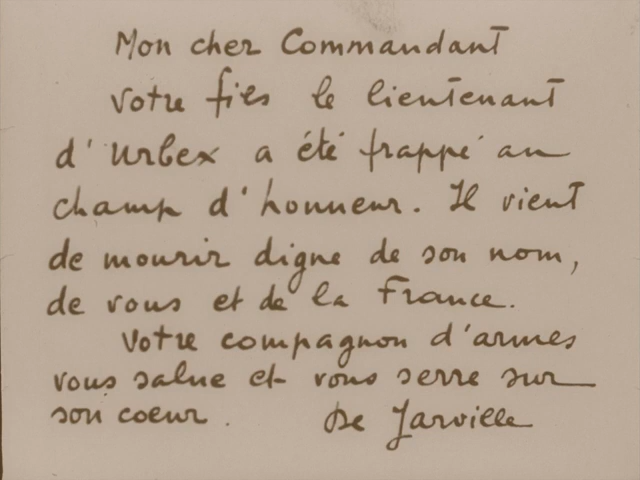 Mon cher Commandant
Votre fils le lieutenant
d'Urbex a été frappé au
champ d'honneur. Il vient
de mourir digne de son nom,
de vous et de la France.
Votre compagnon d'armes
vous salue et vous serre sur
son coeur. De Jarville